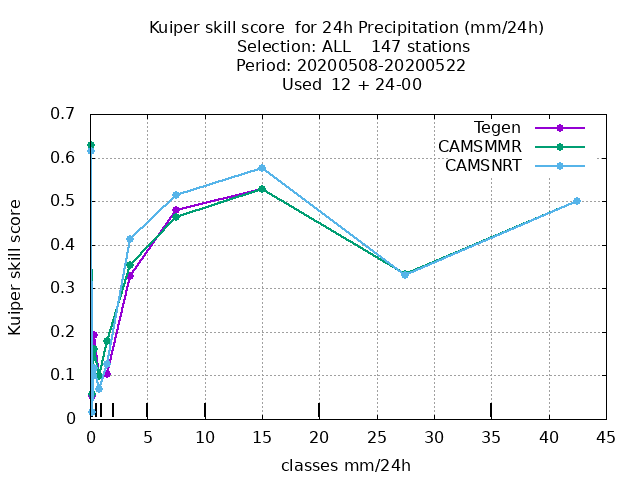 Kuiper skill score  for 24h Precipitation (mm/24h)
Selection: ALL    147 stations
Period: 20200508-20200522
Used  12 + 24-00
Tegen
CAMSMMR
CAMSNRT
0.7
0.6
0.5
0.4
0.3
0.2
0.1
0
Kuiper skill score
0 5 10 15 20 25 30 35 40 45
classes mm/24h